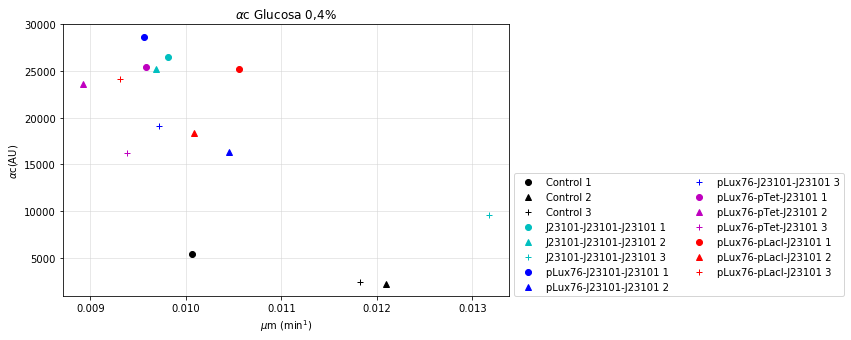 αc Glucosa 0,4%
30000
25000
20000
15000
10000
5000
αc(AU)
0.009 0.010 0.011 0.012 0.013
μm (min¹)
Control 1
Control 2
Control 3
J23101-J23101-J23101 1
J23101-J23101-J23101 2
J23101-J23101-J23101 3
pLux76-J23101-J23101 1
pLux76-J23101-J23101 2
pLux76-J23101-J23101 3
pLux76-pTet-J23101 1
pLux76-pTet-J23101 2
pLux76-pTet-J23101 3
pLux76-pLacI-J23101 1
pLux76-pLacI-J23101 2
pLux76-pLacI-J23101 3